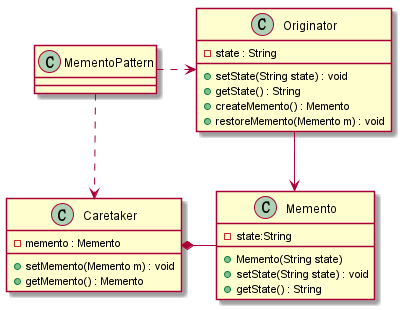 C MementoPattern
C Originator
state : String
setState(String state) : void
getState() : String
createMemento() : Memento
restoreMemento(Memento m) : void
C Caretaker
memento : Memento
setMemento(Memento m) : void
getMemento() : Memento
C Memento
state:String
Memento(String state)
setState(String state) : void
getState() : String